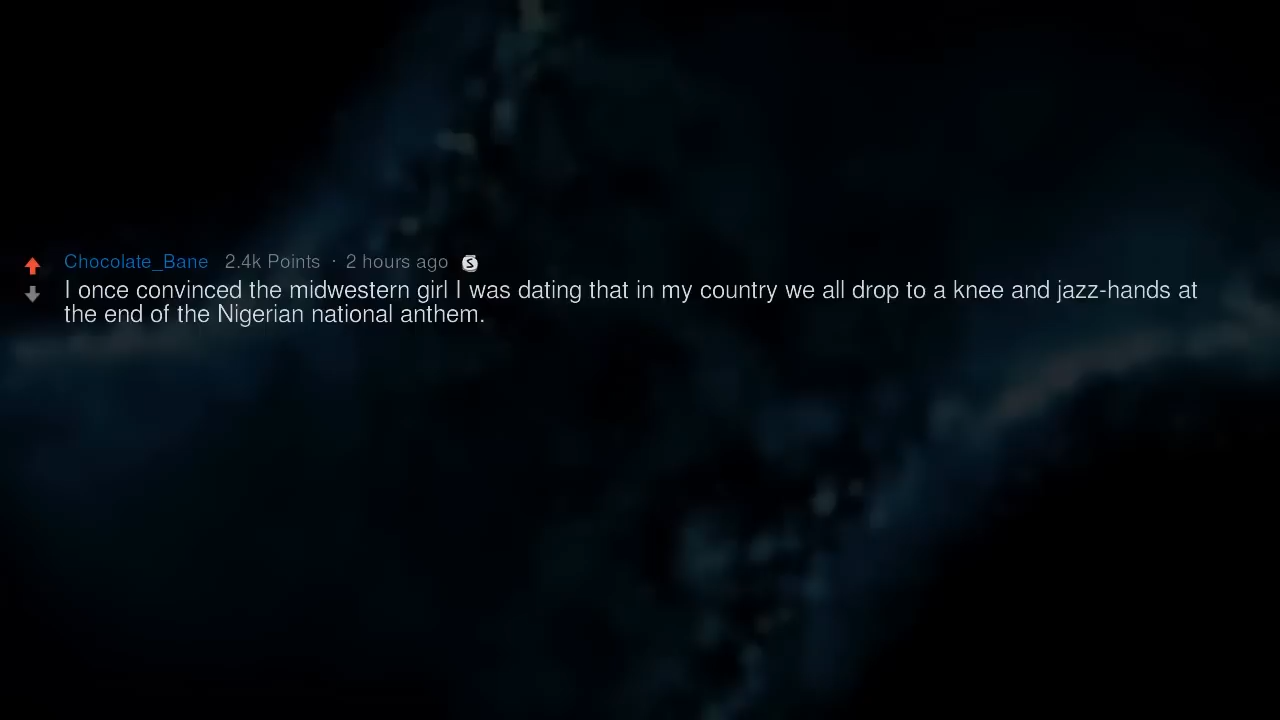 Chocolate_Bane 2.4k Points · 2 hours ago S
I once convinced the midwestern girl I was dating that in my country we all drop to a knee and jazz-hands at
the end of the Nigerian national anthem.